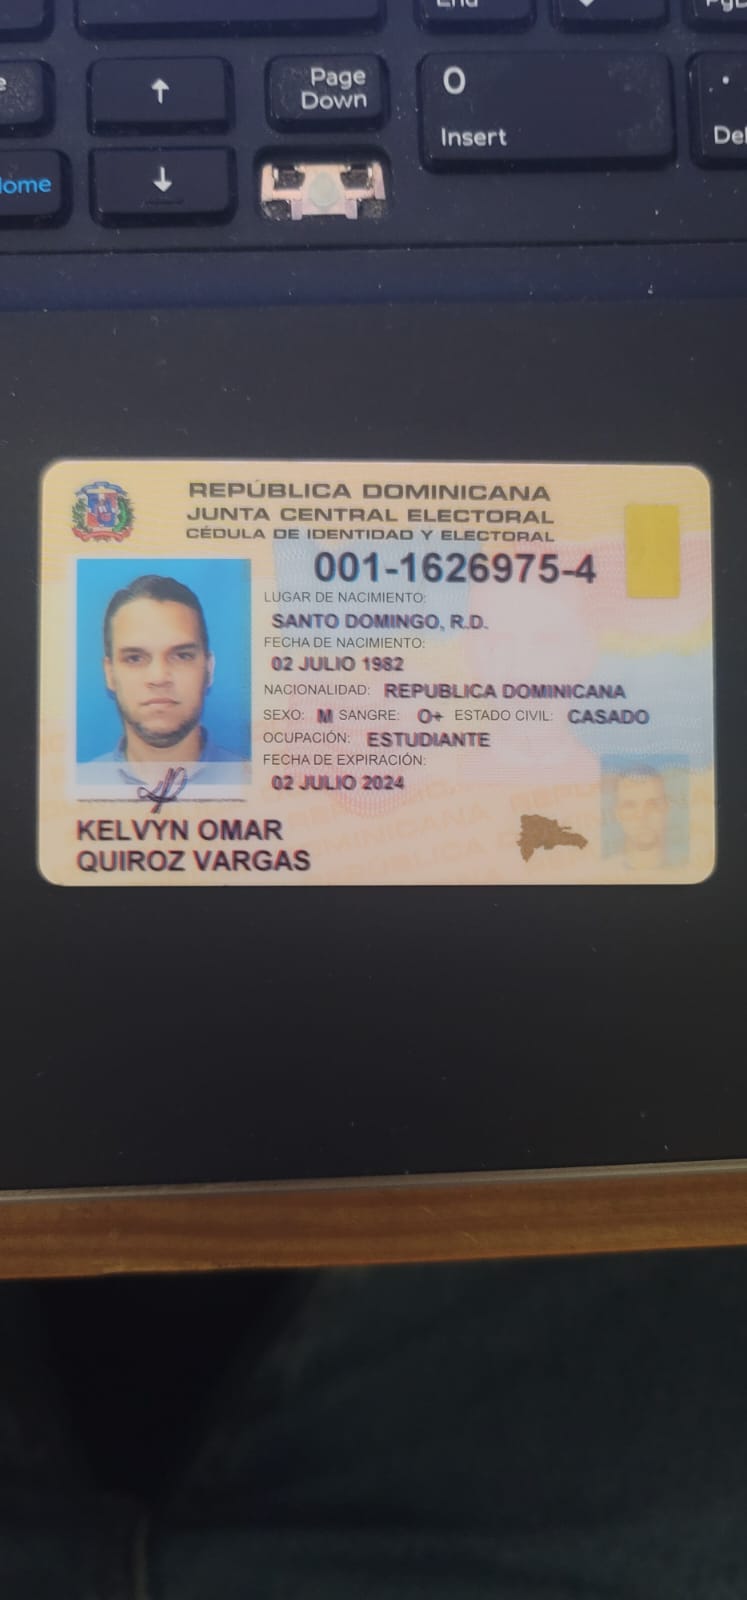 End
PgD
Page
Down
O
Insert
Del
Home
REPÚBLICA DOMINICANA
JUNTA CENTRAL ELECTORAL
CÉDULA DE IDENTIDAD Y ELECTORAL
001-1626975-4
LUGAR DE NACIMIENTO:
SANTO DOMINGO, R.D.
FECHA DE NACIMIENTO:
02 JULIO 1982
NACIONALIDAD: REPUBLICA DOMINICANA
SEXO: M SANGRE: O+ ESTADO CIVIL: CASADO
OCUPACIÓN: ESTUDIANTE
FECHA DE EXPIRACIÓN:
02 JULIO 2024
KELVYN OMAR
QUIROZ VARGAS